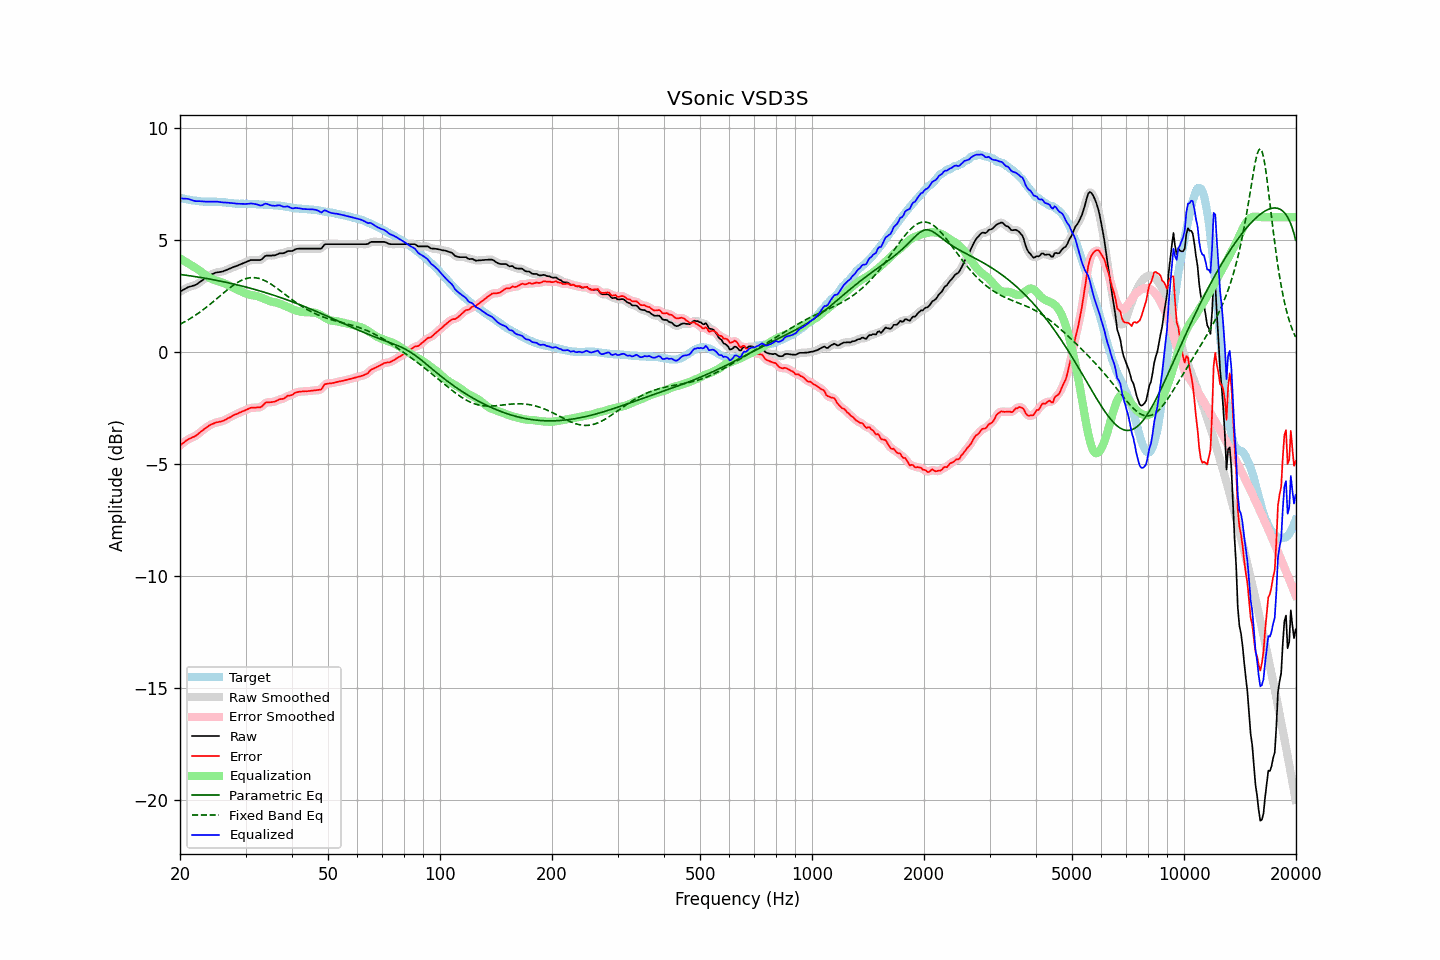 VSonic VSD3S
10
5
0
−5
−10
−15
−20
Amplitude (dBr)
Target
Raw Smoothed
Error Smoothed
Raw
Error
Equalization
Parametric Eq
Fixed Band Eq
Equalized
20 50 100 200 500 1000 2000 5000 10000 20000
Frequency (Hz)